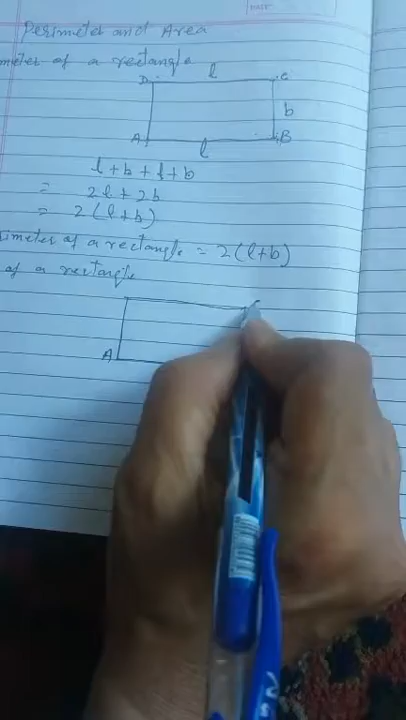 Perimeter and Area
meter of a rectangle
D l C
b
A l B
l + b + l + b
= 2l + 2b
= 2(l+b)
imeter of a rectangle = 2(l+b)
of a rectangle
A